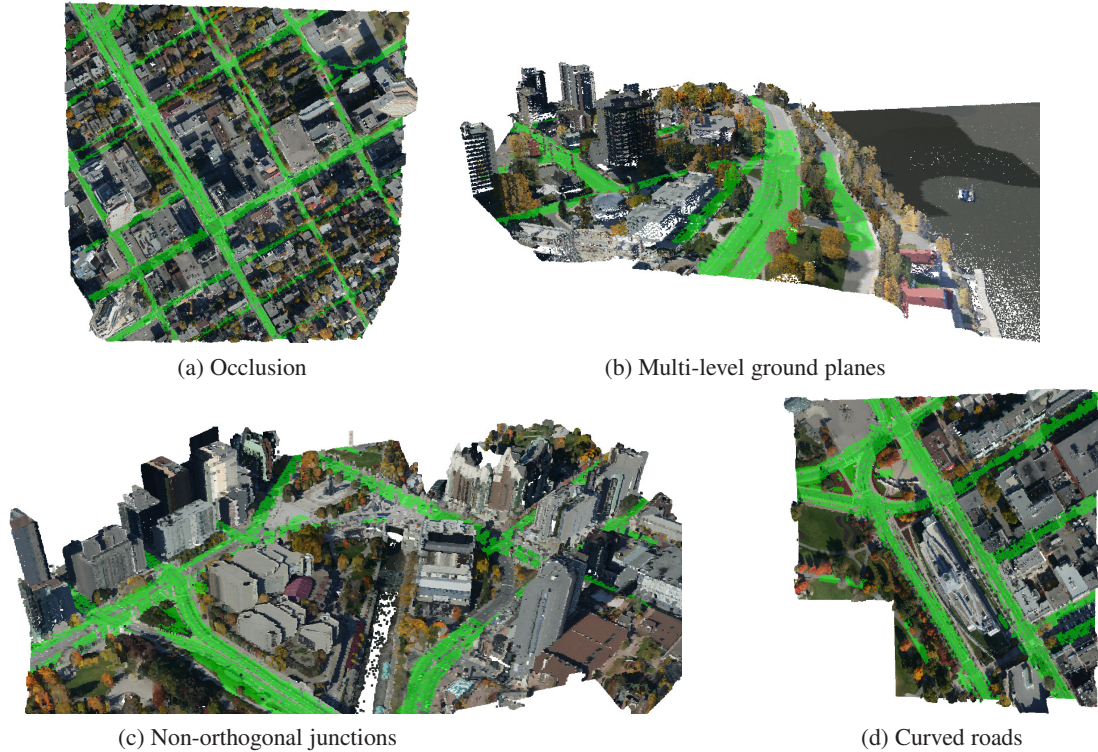 (a) Occlusion
(b) Multi-level ground planes
(c) Non-orthogonal junctions
(d) Curved roads